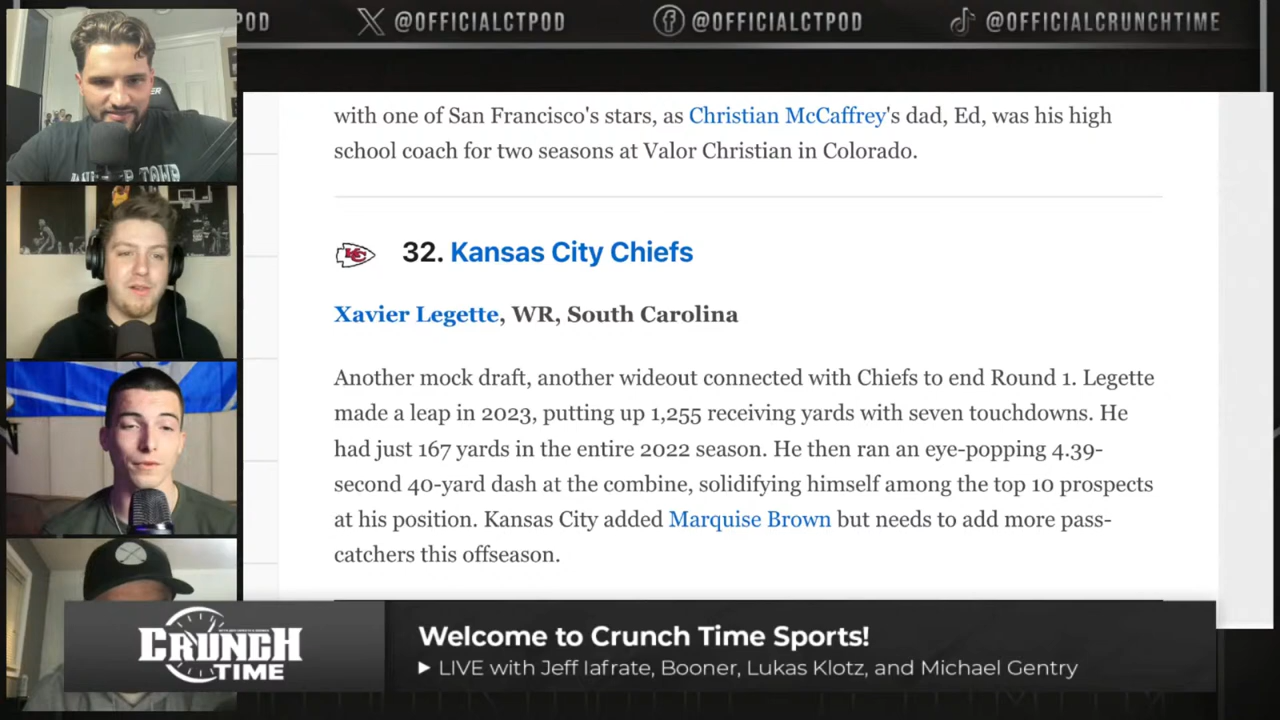 POD
@OFFICIALCTPOD
@OFFICIALCTPOD
@OFFICIALCRUNCHTIME
with one of San Francisco's stars, as Christian McCaffrey's dad, Ed, was his high
school coach for two seasons at Valor Christian in Colorado.
32. Kansas City Chiefs
Xavier Legette, WR, South Carolina
Another mock draft, another wideout connected with Chiefs to end Round 1. Legette
made a leap in 2023, putting up 1,255 receiving yards with seven touchdowns. He
had just 167 yards in the entire 2022 season. He then ran an eye-popping 4.39-
second 40-yard dash at the combine, solidifying himself among the top 10 prospects
at his position. Kansas City added Marquise Brown but needs to add more pass-
catchers this offseason.
CRUNCH
TIME
Welcome to Crunch Time Sports!
LIVE with Jeff Iafrate, Booner, Lukas Klotz, and Michael Gentry